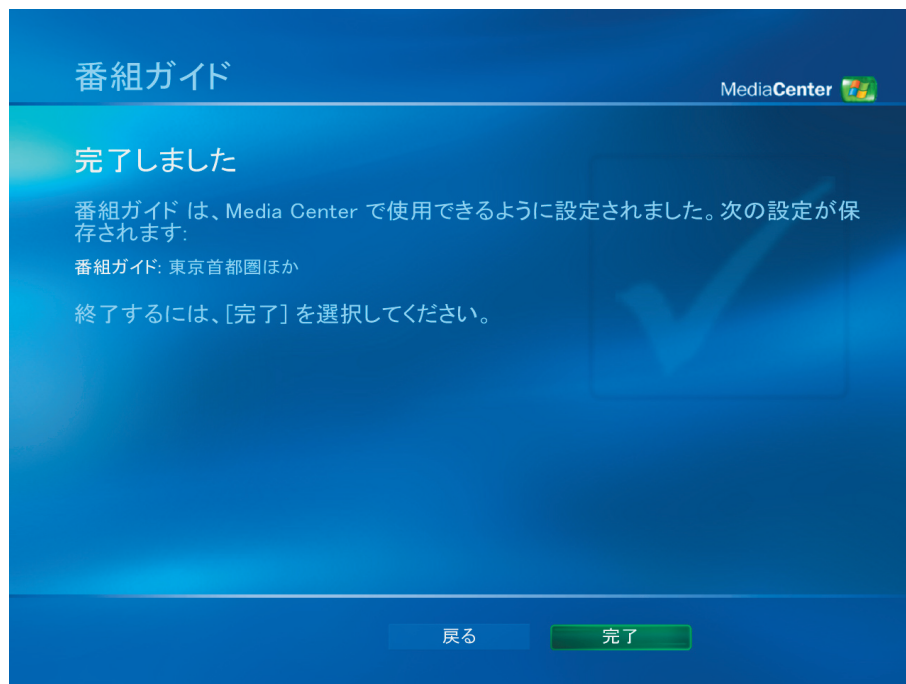 番組ガイド
MediaCenter
完了しました
番組ガイド は、Media Center で使用できるように設定されました。次の設定が保
存されます:
番組ガイド: 東京首都圏ほか
終了するには、[完了] を選択してください。
戻る
完了